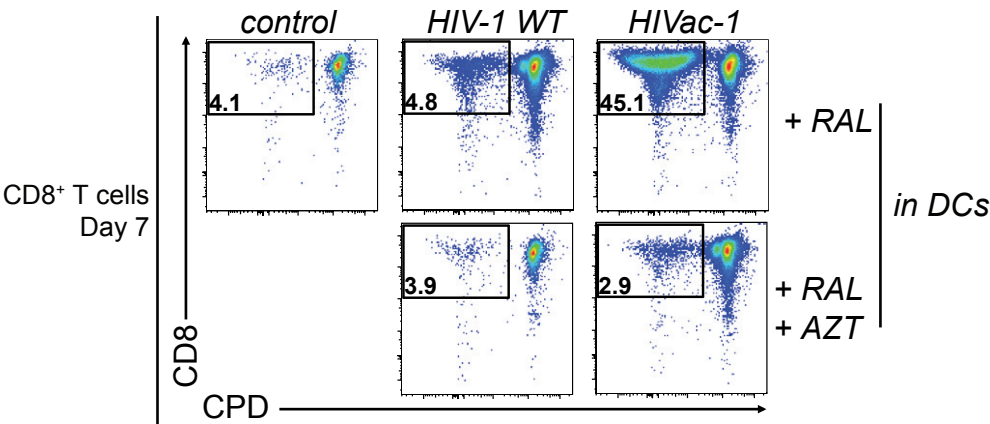 control HIV-1 WT HIVac-1
4.1 4.8 45.1 + RAL
CD8⁺ T cells
Day 7
in DCs
3.9 2.9 + RAL
+ AZT
CD8
CPD